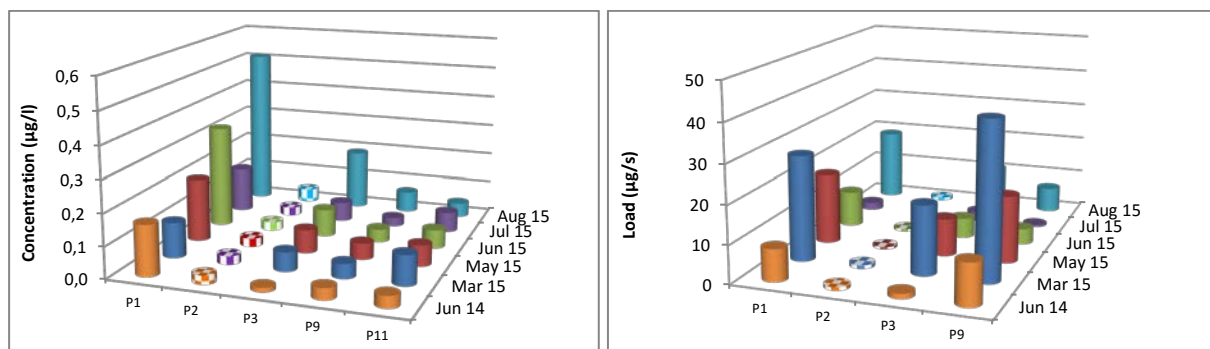 Concentration (µg/l)
0,6
0,5
0,4
0,3
0,2
0,1
0,0
P1
P2
P3
P9
P11
Jun 14
Mar 15
May 15
Jun 15
Jul 15
Aug 15
Load (µg/s)
50
40
30
20
10
0
P1
P2
P3
P9
Jun 14
Mar 15
May 15
Jun 15
Jul 15
Aug 15